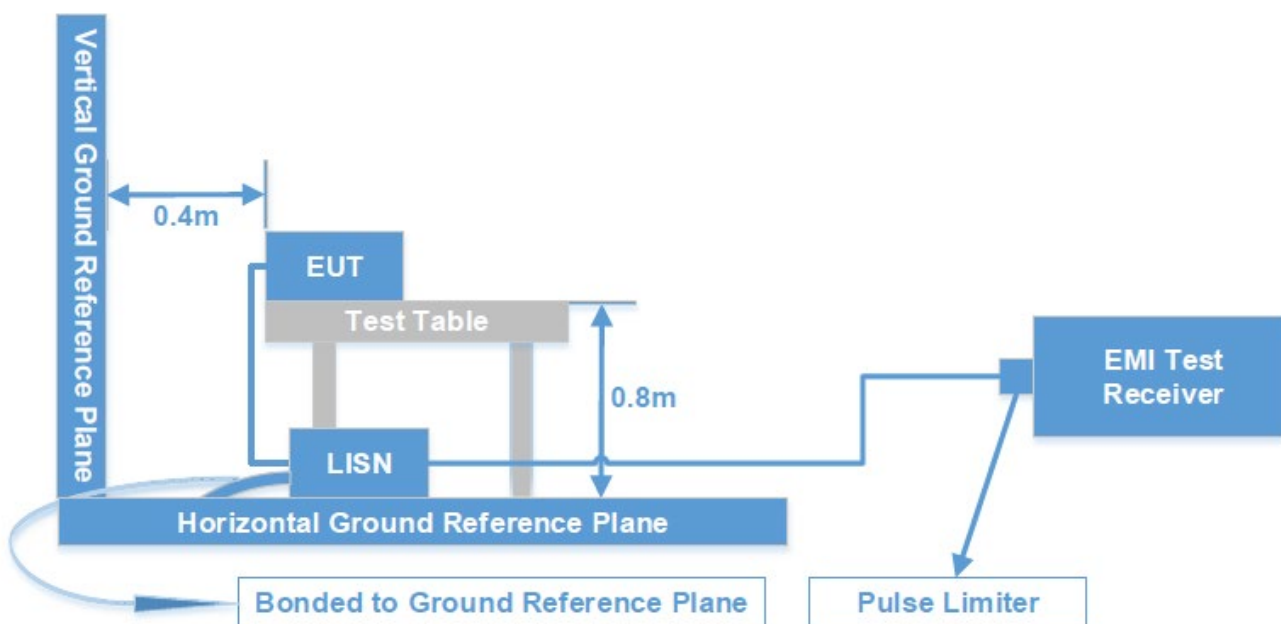 Vertical Ground Reference Plane
0.4m
EUT
Test Table
0.8m
EMI Test
Receiver
LISN
Horizontal Ground Reference Plane
Bonded to Ground Reference Plane
Pulse Limiter